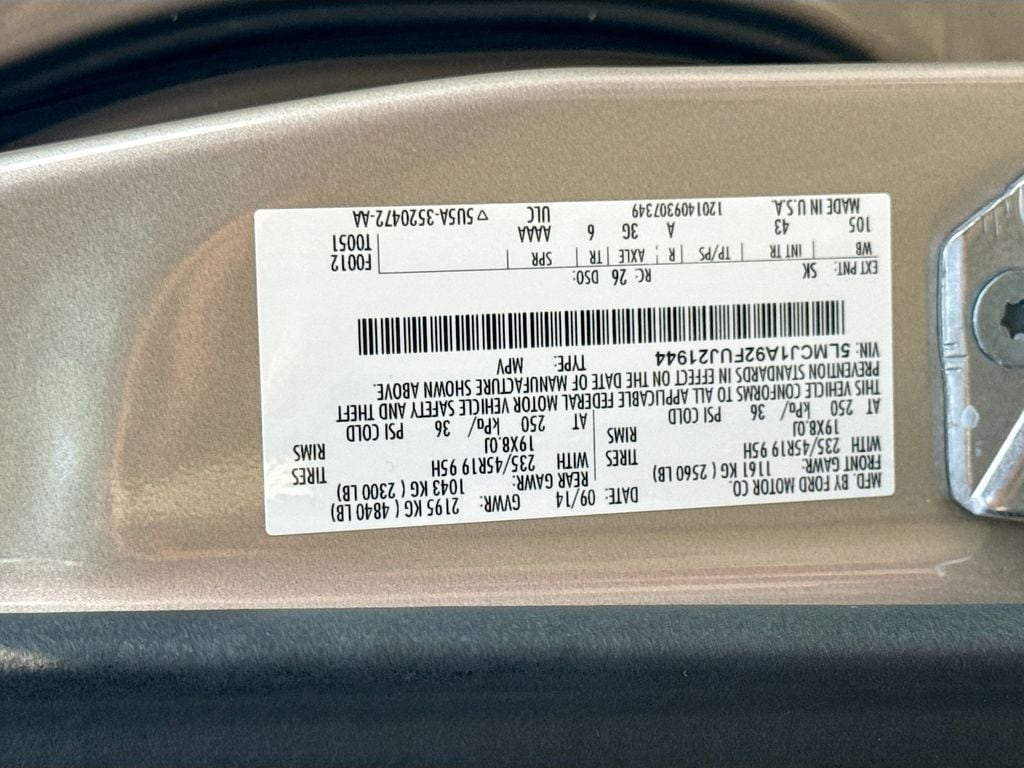 MFD. BY FORD MOTOR CO.
DATE: 09/14 GVWR: 2195 KG ( 4840 LB)
FRONT GAWR: 1161 KG ( 2560 LB) REAR GAWR: 1043 KG ( 2300 LB)
WITH 235/45R19 95H TIRES WITH 235/45R19 95H TIRES
19X8.0J RIMS 19X8.0J RIMS
AT 250 kPa/ 36 PSI COLD AT 250 kPa/ 36 PSI COLD
THIS VEHICLE CONFORMS TO ALL APPLICABLE FEDERAL MOTOR VEHICLE SAFETY AND THEFT
PREVENTION STANDARDS IN EFFECT ON THE DATE OF MANUFACTURE SHOWN ABOVE.
VIN: 5LMCJ1A92FUJ21944 TYPE: MPV
EXT PNT: SK RC: 26 DSO: F0012
WB INT TR TP/PS R AXLE TR SPR T0051
105 43 A 3G 6 AAAA
MADE IN U.S.A. 1201409307349 ULC ▽5U5A-3520472-AA